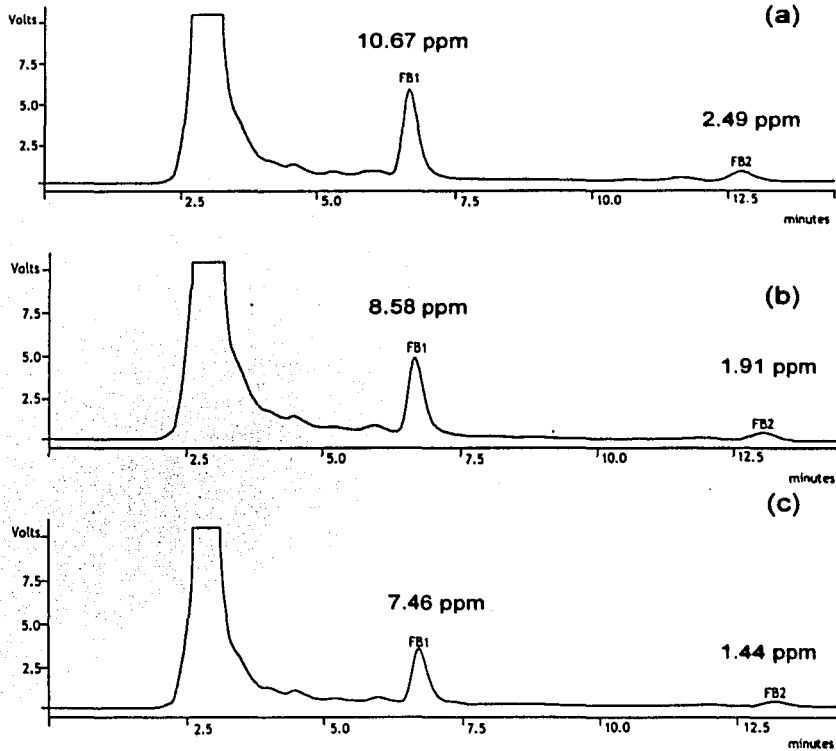 (a)
Volts
10.67 ppm
7.5
FB1
5.0
2.49 ppm
2.5
FB2
2.5 5.0 7.5 10.0 12.5
minutes
(b)
Volts
8.58 ppm
7.5
FB1
5.0
1.91 ppm
2.5
FB2
2.5 5.0 7.5 10.0 12.5
minutes
(c)
Volts
7.5
7.46 ppm
5.0
FB1
1.44 ppm
2.5
FB2
2.5 5.0 7.5 10.0 12.5
minutes